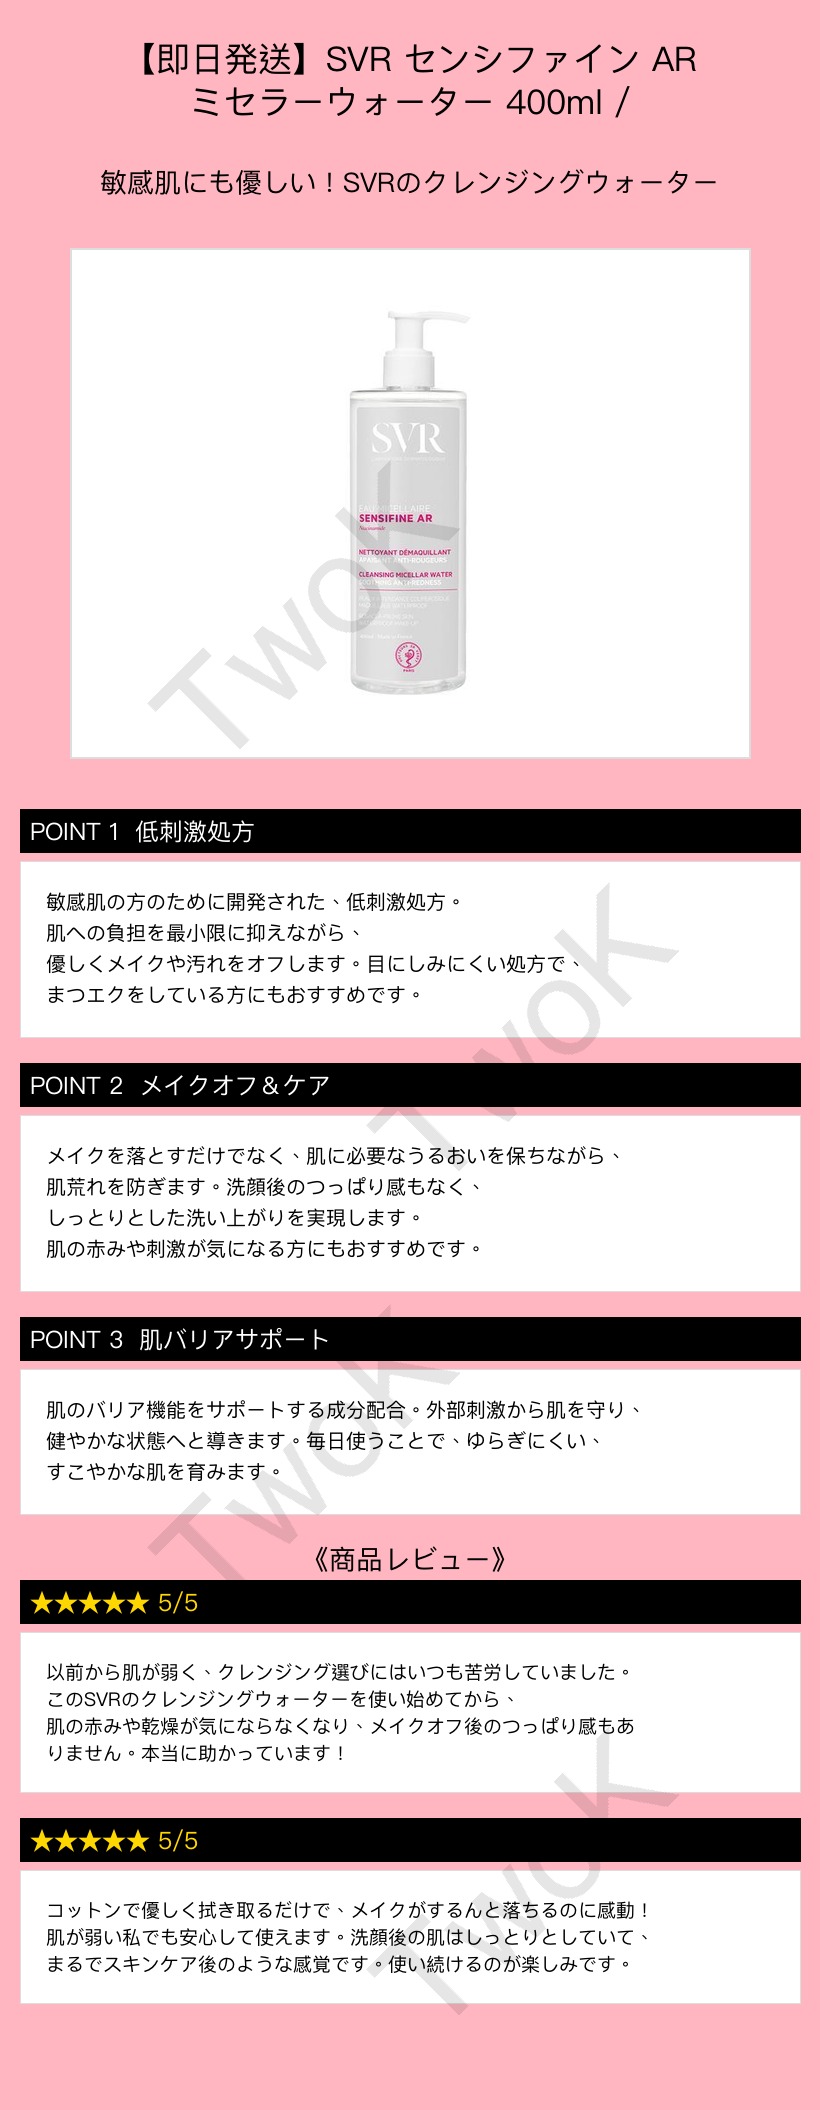 【即日発送】SVR センシファイン AR
ミセラーウォーター 400ml /
敏感肌にも優しい！SVRのクレンジングウォーター
SVR
EAU MICELLAIRE
SENSIFINE AR
Niacinamide
NETTOYANT DÉMAQUILLANT
APAISANT ANTI-ROUGEURS
CLEANSING MICELLAR WATER
SOOTHING ANTI-REDNESS
TwoK
POINT 1 低刺激処方
敏感肌の方のために開発された、低刺激処方。
肌への負担を最小限に抑えながら、
優しくメイクや汚れをオフします。目にしみにくい処方で、
まつエクをしている方にもおすすめです。
TwoK
POINT 2 メイクオフ＆ケア
メイクを落とすだけでなく、肌に必要なうるおいを保ちながら、
肌荒れを防ぎます。洗顔後のつっぱり感もなく、
しっとりとした洗い上がりを実現します。
肌の赤みや刺激が気になる方にもおすすめです。
POINT 3 肌バリアサポート
肌のバリア機能をサポートする成分配合。外部刺激から肌を守り、
健やかな状態へと導きます。毎日使うことで、ゆらぎにくい、
すこやかな肌を育みます。
TwoK
《商品レビュー》
★★★★★ 5/5
以前から肌が弱く、クレンジング選びにはいつも苦労していました。
このSVRのクレンジングウォーターを使い始めてから、
肌の赤みや乾燥が気にならなくなり、メイクオフ後のつっぱり感もあ
りません。本当に助かっています！
★★★★★ 5/5
コットンで優しく拭き取るだけで、メイクがするんと落ちるのに感動！
肌が弱い私でも安心して使えます。洗顔後の肌はしっとりとしていて、
まるでスキンケア後のような感覚です。使い続けるのが楽しみです。
TwoK